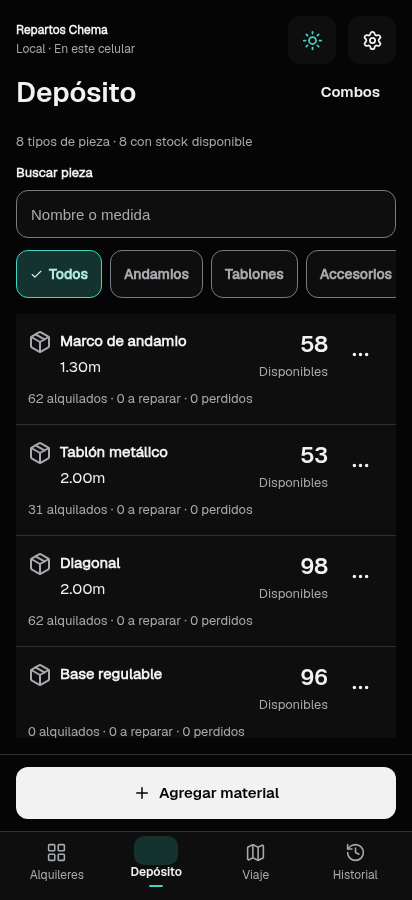 Repartos Chema
Local · En este celular
Depósito
Combos
8 tipos de pieza · 8 con stock disponible
Buscar pieza
Nombre o medida
Todos
Andamios
Tablones
Accesorios
Marco de andamio
58
1.30m
Disponibles
62 alquilados · 0 a reparar · 0 perdidos
Tablón metálico
53
2.00m
Disponibles
31 alquilados · 0 a reparar · 0 perdidos
Diagonal
98
2.00m
Disponibles
62 alquilados · 0 a reparar · 0 perdidos
Base regulable
96
Disponibles
0 alquilados · 0 a reparar · 0 perdidos
Agregar material
Alquileres
Depósito
Viaje
Historial